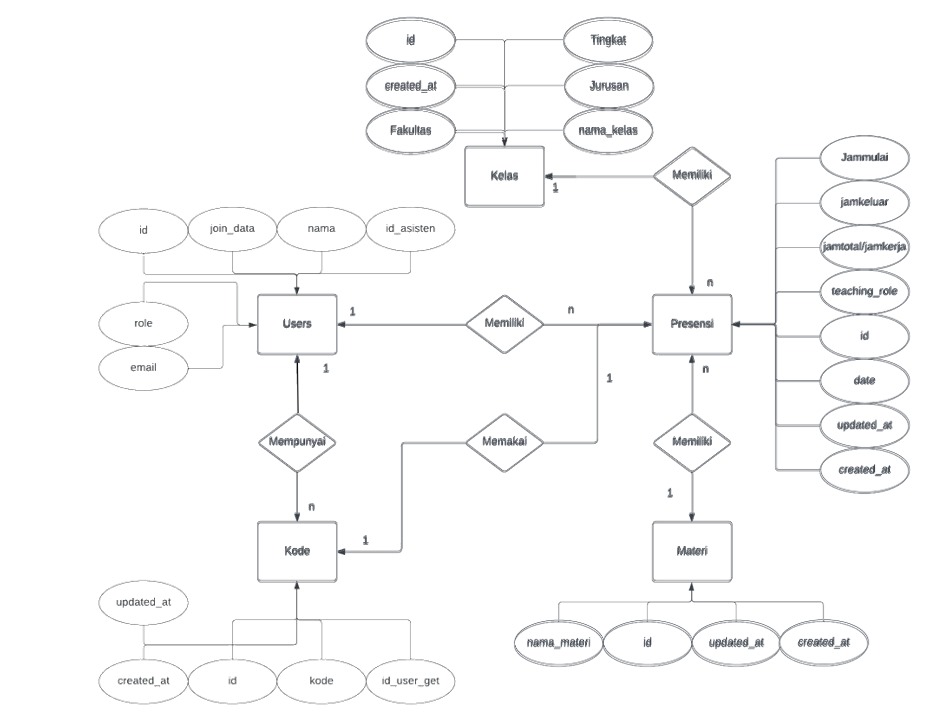 id
Tingkat
created_at
Jurusan
Fakultas
nama_kelas
Kelas
Memiliki
1
n
Jammulai
jamkeluar
jamtotal/jamkerja
teaching_role
id
date
updated_at
created_at
id
join_data
nama
id_asisten
role
email
Users
1
Memiliki
n
Presensi
1
1
n
Mempunyai
Memakai
Memiliki
n
1
1
Kode
Materi
updated_at
created_at
id
kode
id_user_get
nama_materi
id
updated_at
created_at